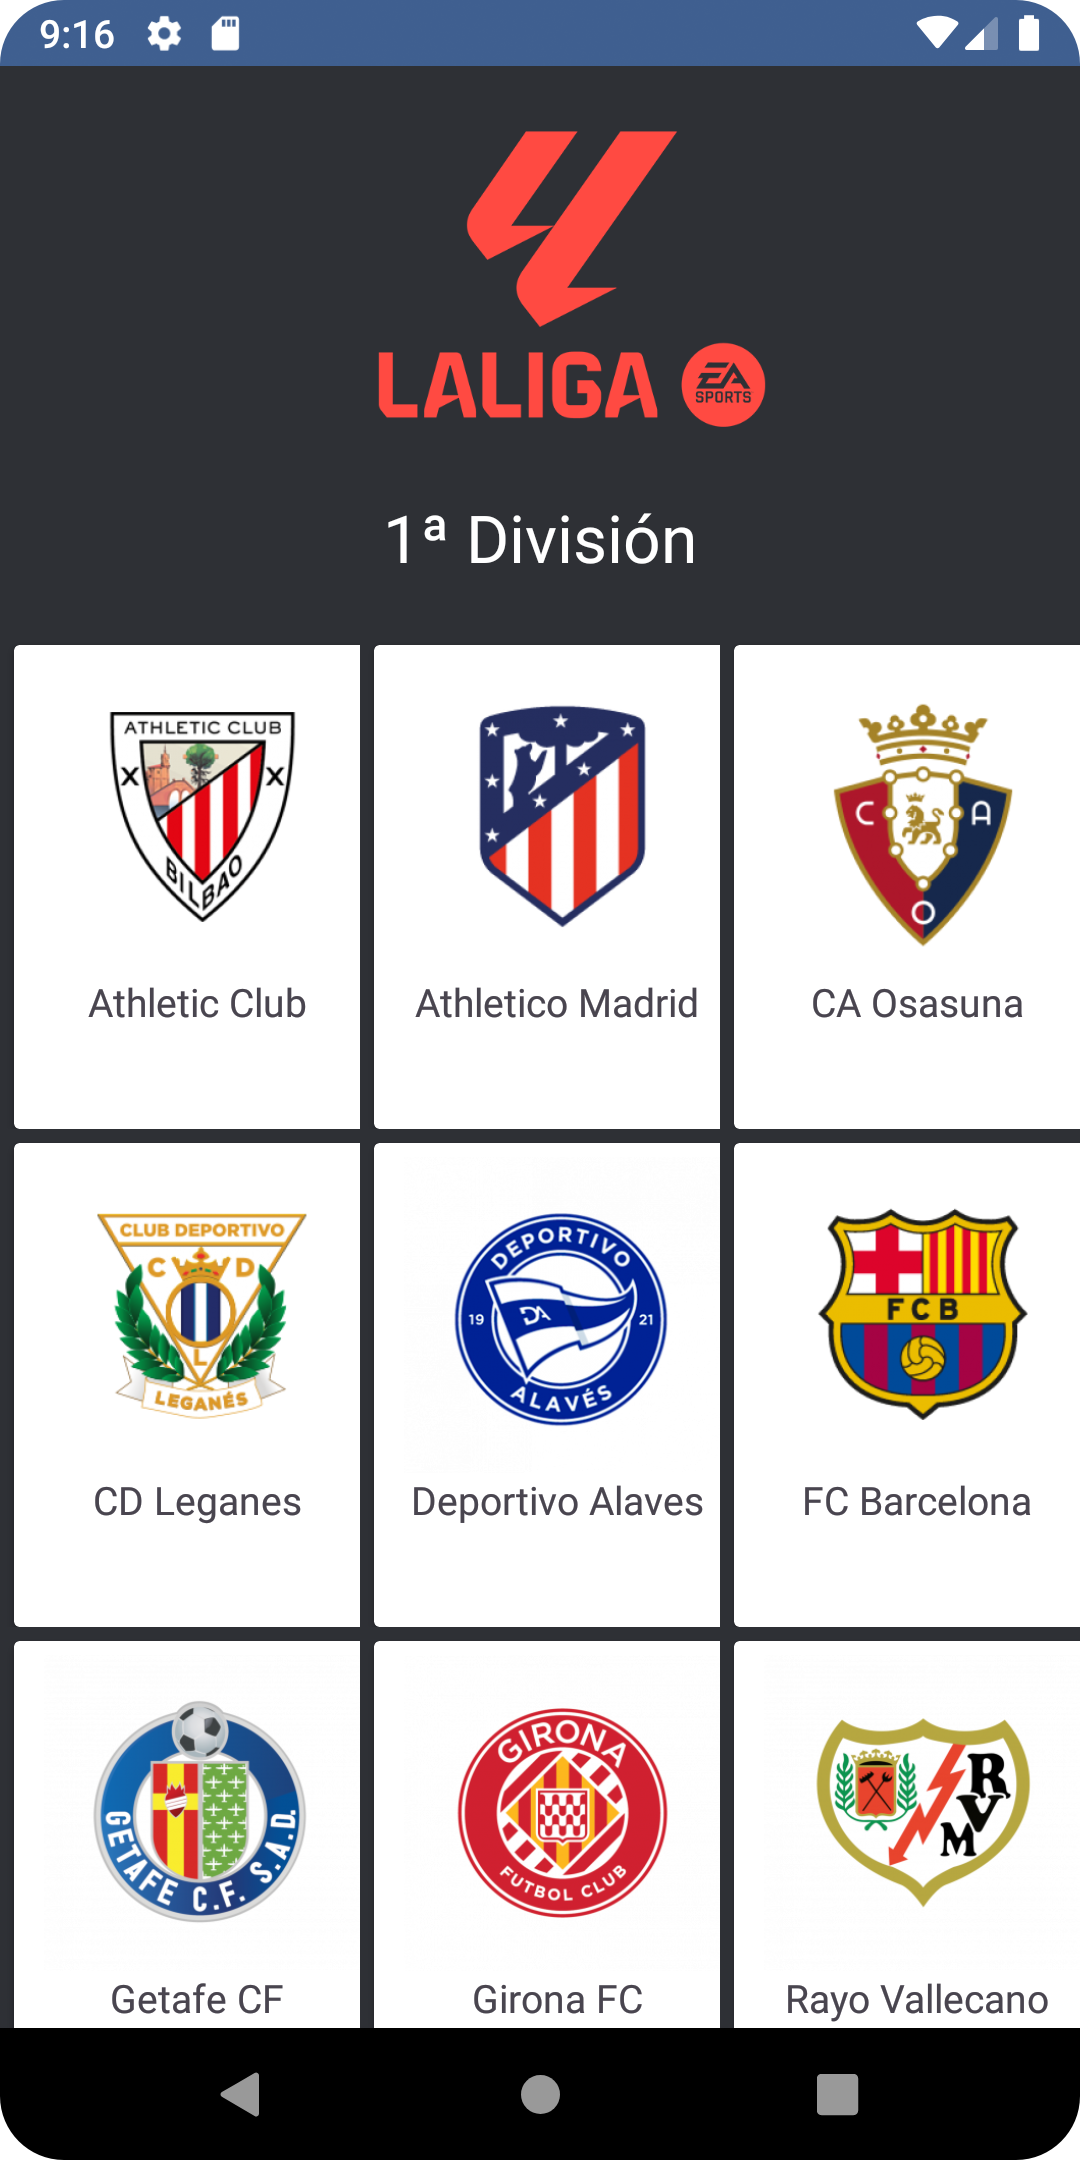 9:16
LALIGA EA SPORTS
1ª División
ATHLETIC CLUB
X X
BILBAO
C A
O
Athletic Club
Athletico Madrid
CA Osasuna
CLUB DEPORTIVO
C D
L
LEGANÉS
DEPORTIVO
19 DA 21
ALAVÉS
FCB
CD Leganes
Deportivo Alaves
FC Barcelona
GETAFE C.F. S.A.D.
GIRONA
FUTBOL CLUB
R
V
M
Getafe CF
Girona FC
Rayo Vallecano